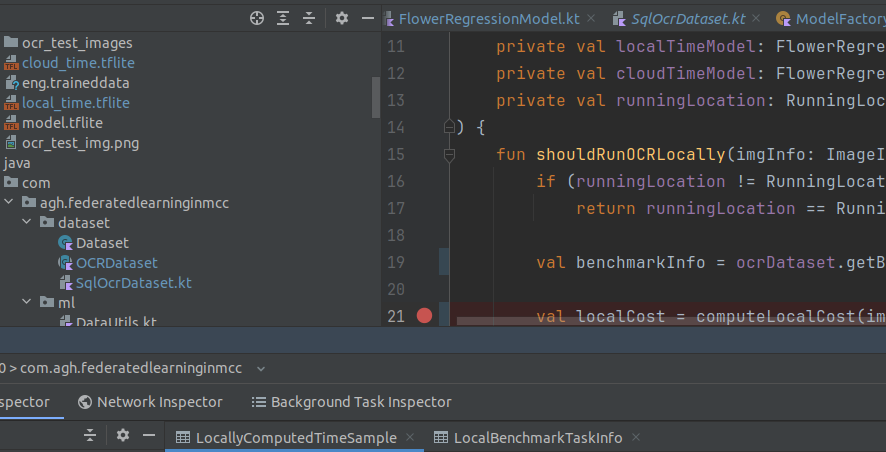 ocr_test_images
cloud_time.tflite
eng.traineddata
local_time.tflite
model.tflite
ocr_test_img.png
java
com
agh.federatedlearninginmcc
dataset
Dataset
OCRDataset
SqlOcrDataset.kt
ml
DataUtils.kt
FlowerRegressionModel.kt
SqlOcrDataset.kt
ModelFactory
11 private val localTimeModel: FlowerRegre
12 private val cloudTimeModel: FlowerRegre
13 private val runningLocation: RunningLoc
14 ) {
15 fun shouldRunOCRLocally(imgInfo: ImageI
16 if (runningLocation != RunningLocat
17 return runningLocation == Runni
18
19 val benchmarkInfo = ocrDataset.getB
20
21 val localCost = computeLocalCost(im
0 > com.agh.federatedlearninginmcc
spector
Network Inspector
Background Task Inspector
LocallyComputedTimeSample
LocalBenchmarkTaskInfo